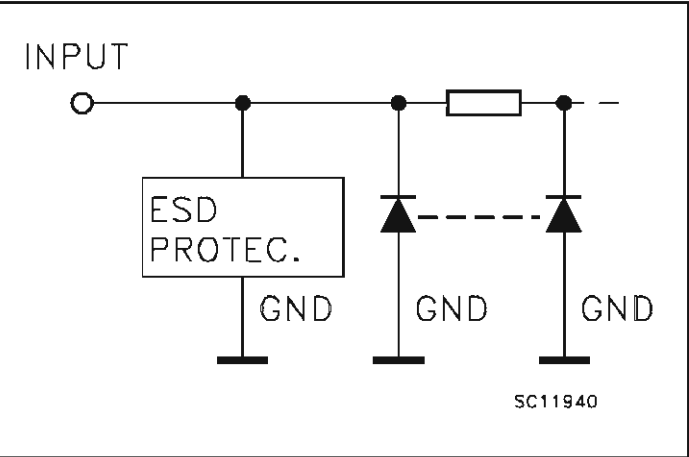 INPUT
ESD
PROTEC.
GND
GND
GND
SC11940